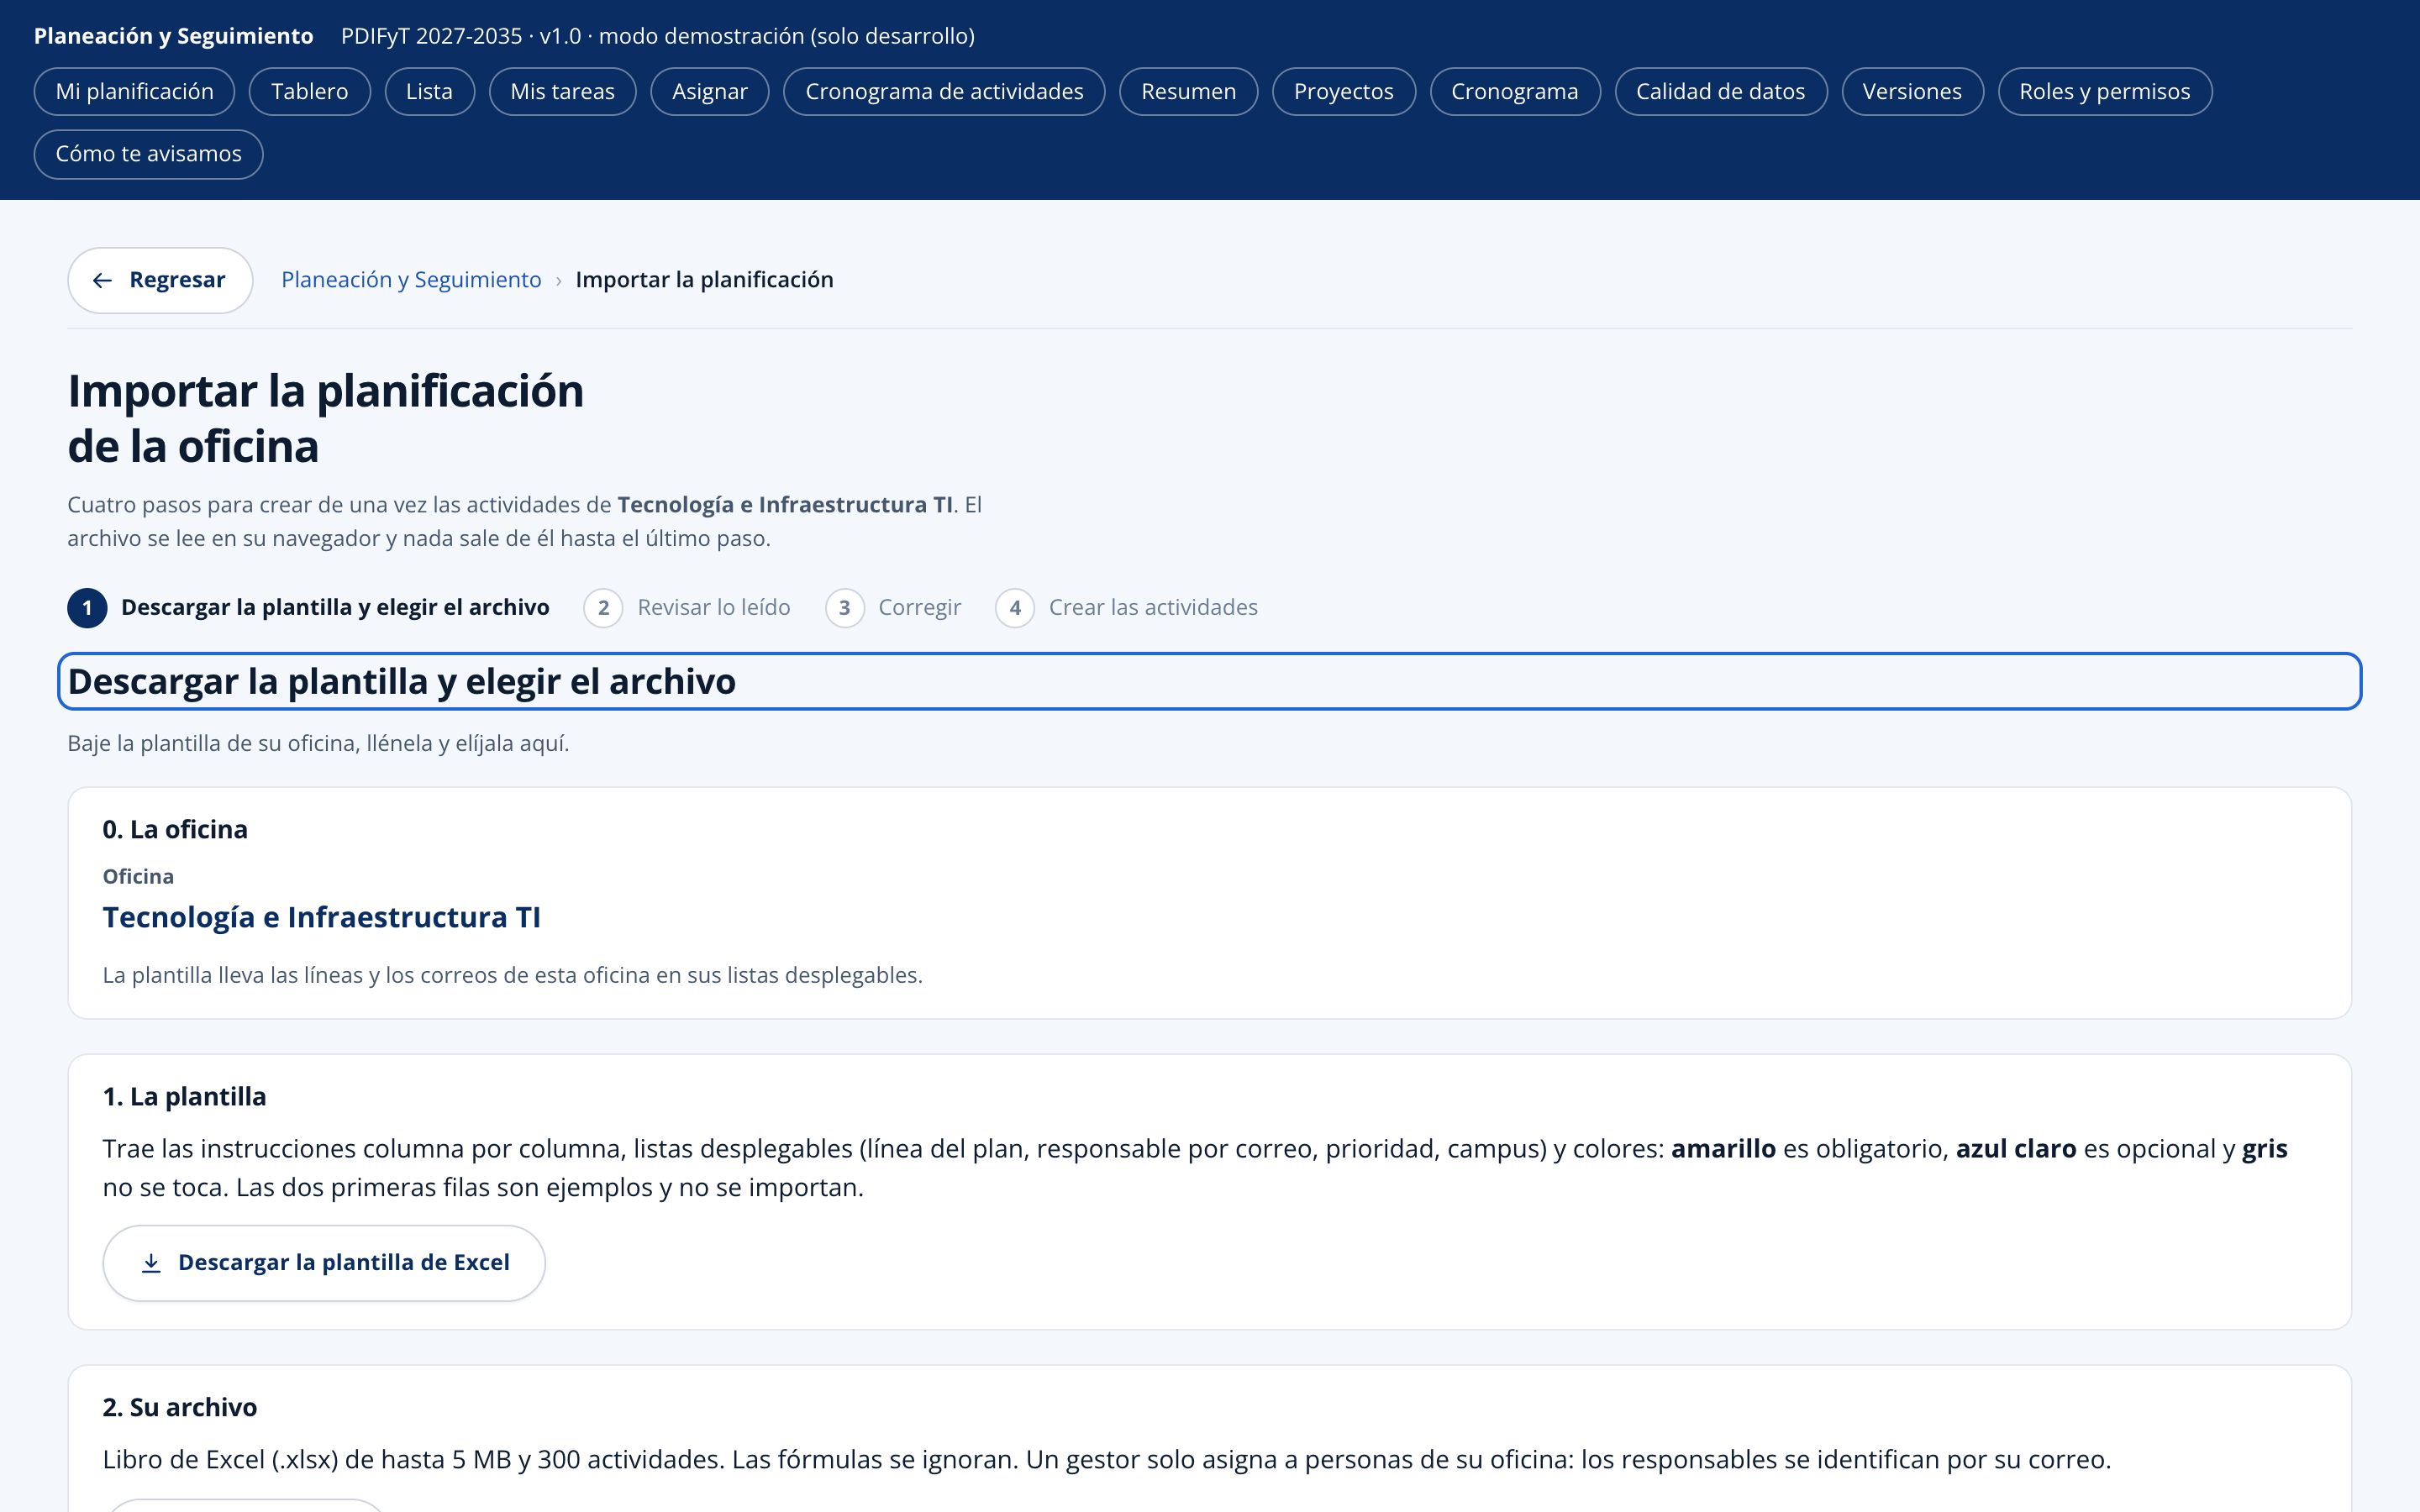 Planeación y Seguimiento PDIFyT 2027-2035 · v1.0 · modo demostración (solo desarrollo)
Mi planificación Tablero Lista Mis tareas Asignar Cronograma de actividades Resumen Proyectos Cronograma Calidad de datos Versiones Roles y permisos
Cómo te avisamos
← Regresar Planeación y Seguimiento › Importar la planificación
Importar la planificación
de la oficina
Cuatro pasos para crear de una vez las actividades de Tecnología e Infraestructura TI. El
archivo se lee en su navegador y nada sale de él hasta el último paso.
1 Descargar la plantilla y elegir el archivo 2 Revisar lo leído 3 Corregir 4 Crear las actividades
Descargar la plantilla y elegir el archivo
Baje la plantilla de su oficina, llénela y elíjala aquí.
0. La oficina
Oficina
Tecnología e Infraestructura TI
La plantilla lleva las líneas y los correos de esta oficina en sus listas desplegables.
1. La plantilla
Trae las instrucciones columna por columna, listas desplegables (línea del plan, responsable por correo, prioridad, campus) y colores: amarillo es obligatorio, azul claro es opcional y gris
no se toca. Las dos primeras filas son ejemplos y no se importan.
Descargar la plantilla de Excel
2. Su archivo
Libro de Excel (.xlsx) de hasta 5 MB y 300 actividades. Las fórmulas se ignoran. Un gestor solo asigna a personas de su oficina: los responsables se identifican por su correo.